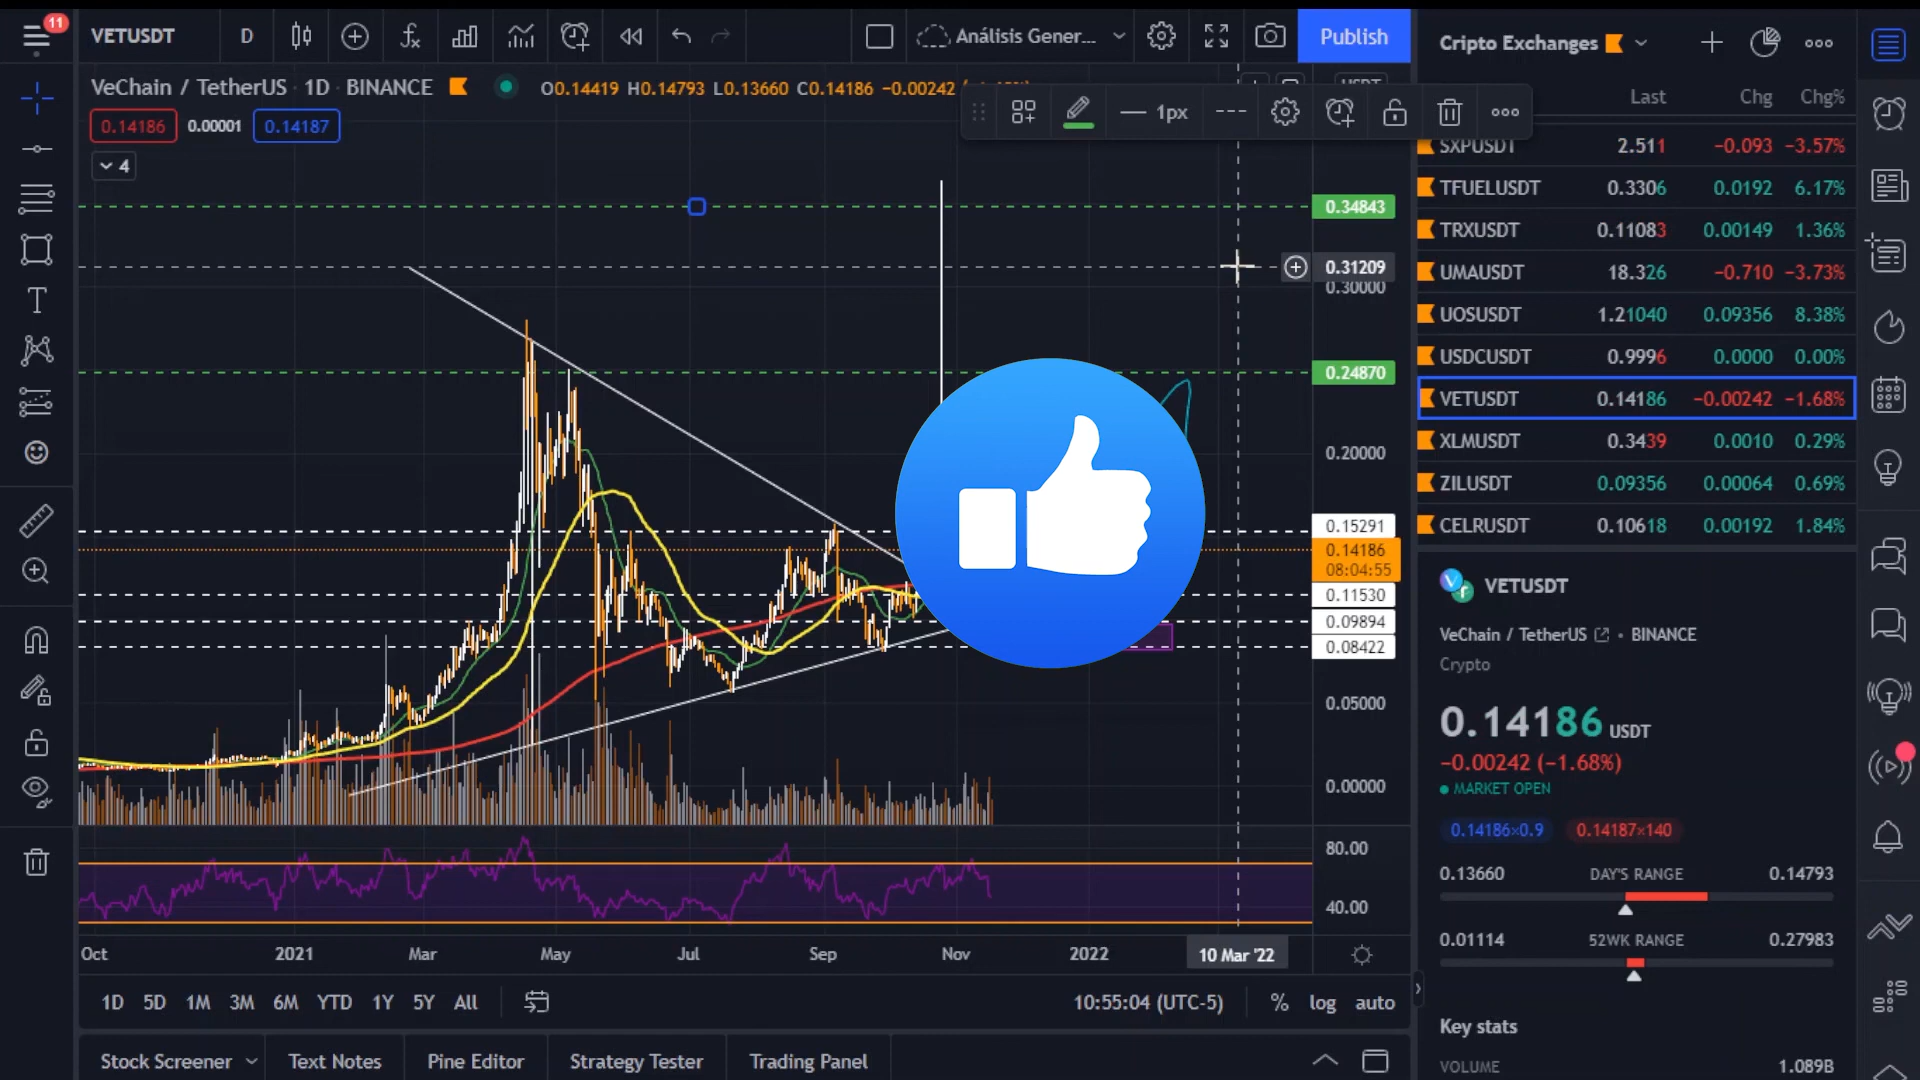 11
VETUSDT D Análisis Gener... Publish
VeChain / TetherUS · 1D · BINANCE O0.14419 H0.14793 L0.13660 C0.14186 −0.00242
0.14186 0.00001 0.14187
4
1px
0.34843
0.31209
0.30000
0.24870
0.20000
0.15291
0.14186
08:04:55
0.11530
0.09894
0.08422
0.05000
0.00000
80.00
40.00
Oct 2021 Mar May Jul Sep Nov 2022 10 Mar '22
1D 5D 1M 3M 6M YTD 1Y 5Y All 10:55:04 (UTC-5) % log auto
Stock Screener Text Notes Pine Editor Strategy Tester Trading Panel
Cripto Exchanges
Last Chg Chg%
SXPUSDT 2.511 −0.093 −3.57%
TFUELUSDT 0.3306 0.0192 6.17%
TRXUSDT 0.11083 0.00149 1.36%
UMAUSDT 18.326 −0.710 −3.73%
UOSUSDT 1.21040 0.09356 8.38%
USDCUSDT 0.9996 0.0000 0.00%
VETUSDT 0.14186 −0.00242 −1.68%
XLMUSDT 0.3439 0.0010 0.29%
ZILUSDT 0.09356 0.00064 0.69%
CELRUSDT 0.10618 0.00192 1.84%
VETUSDT
VeChain / TetherUS • BINANCE
Crypto
0.14186 USDT
−0.00242 (−1.68%)
MARKET OPEN
0.14186×0.9 0.14187×140
0.13660 DAY'S RANGE 0.14793
0.01114 52WK RANGE 0.27983
Key stats
VOLUME 1.089B